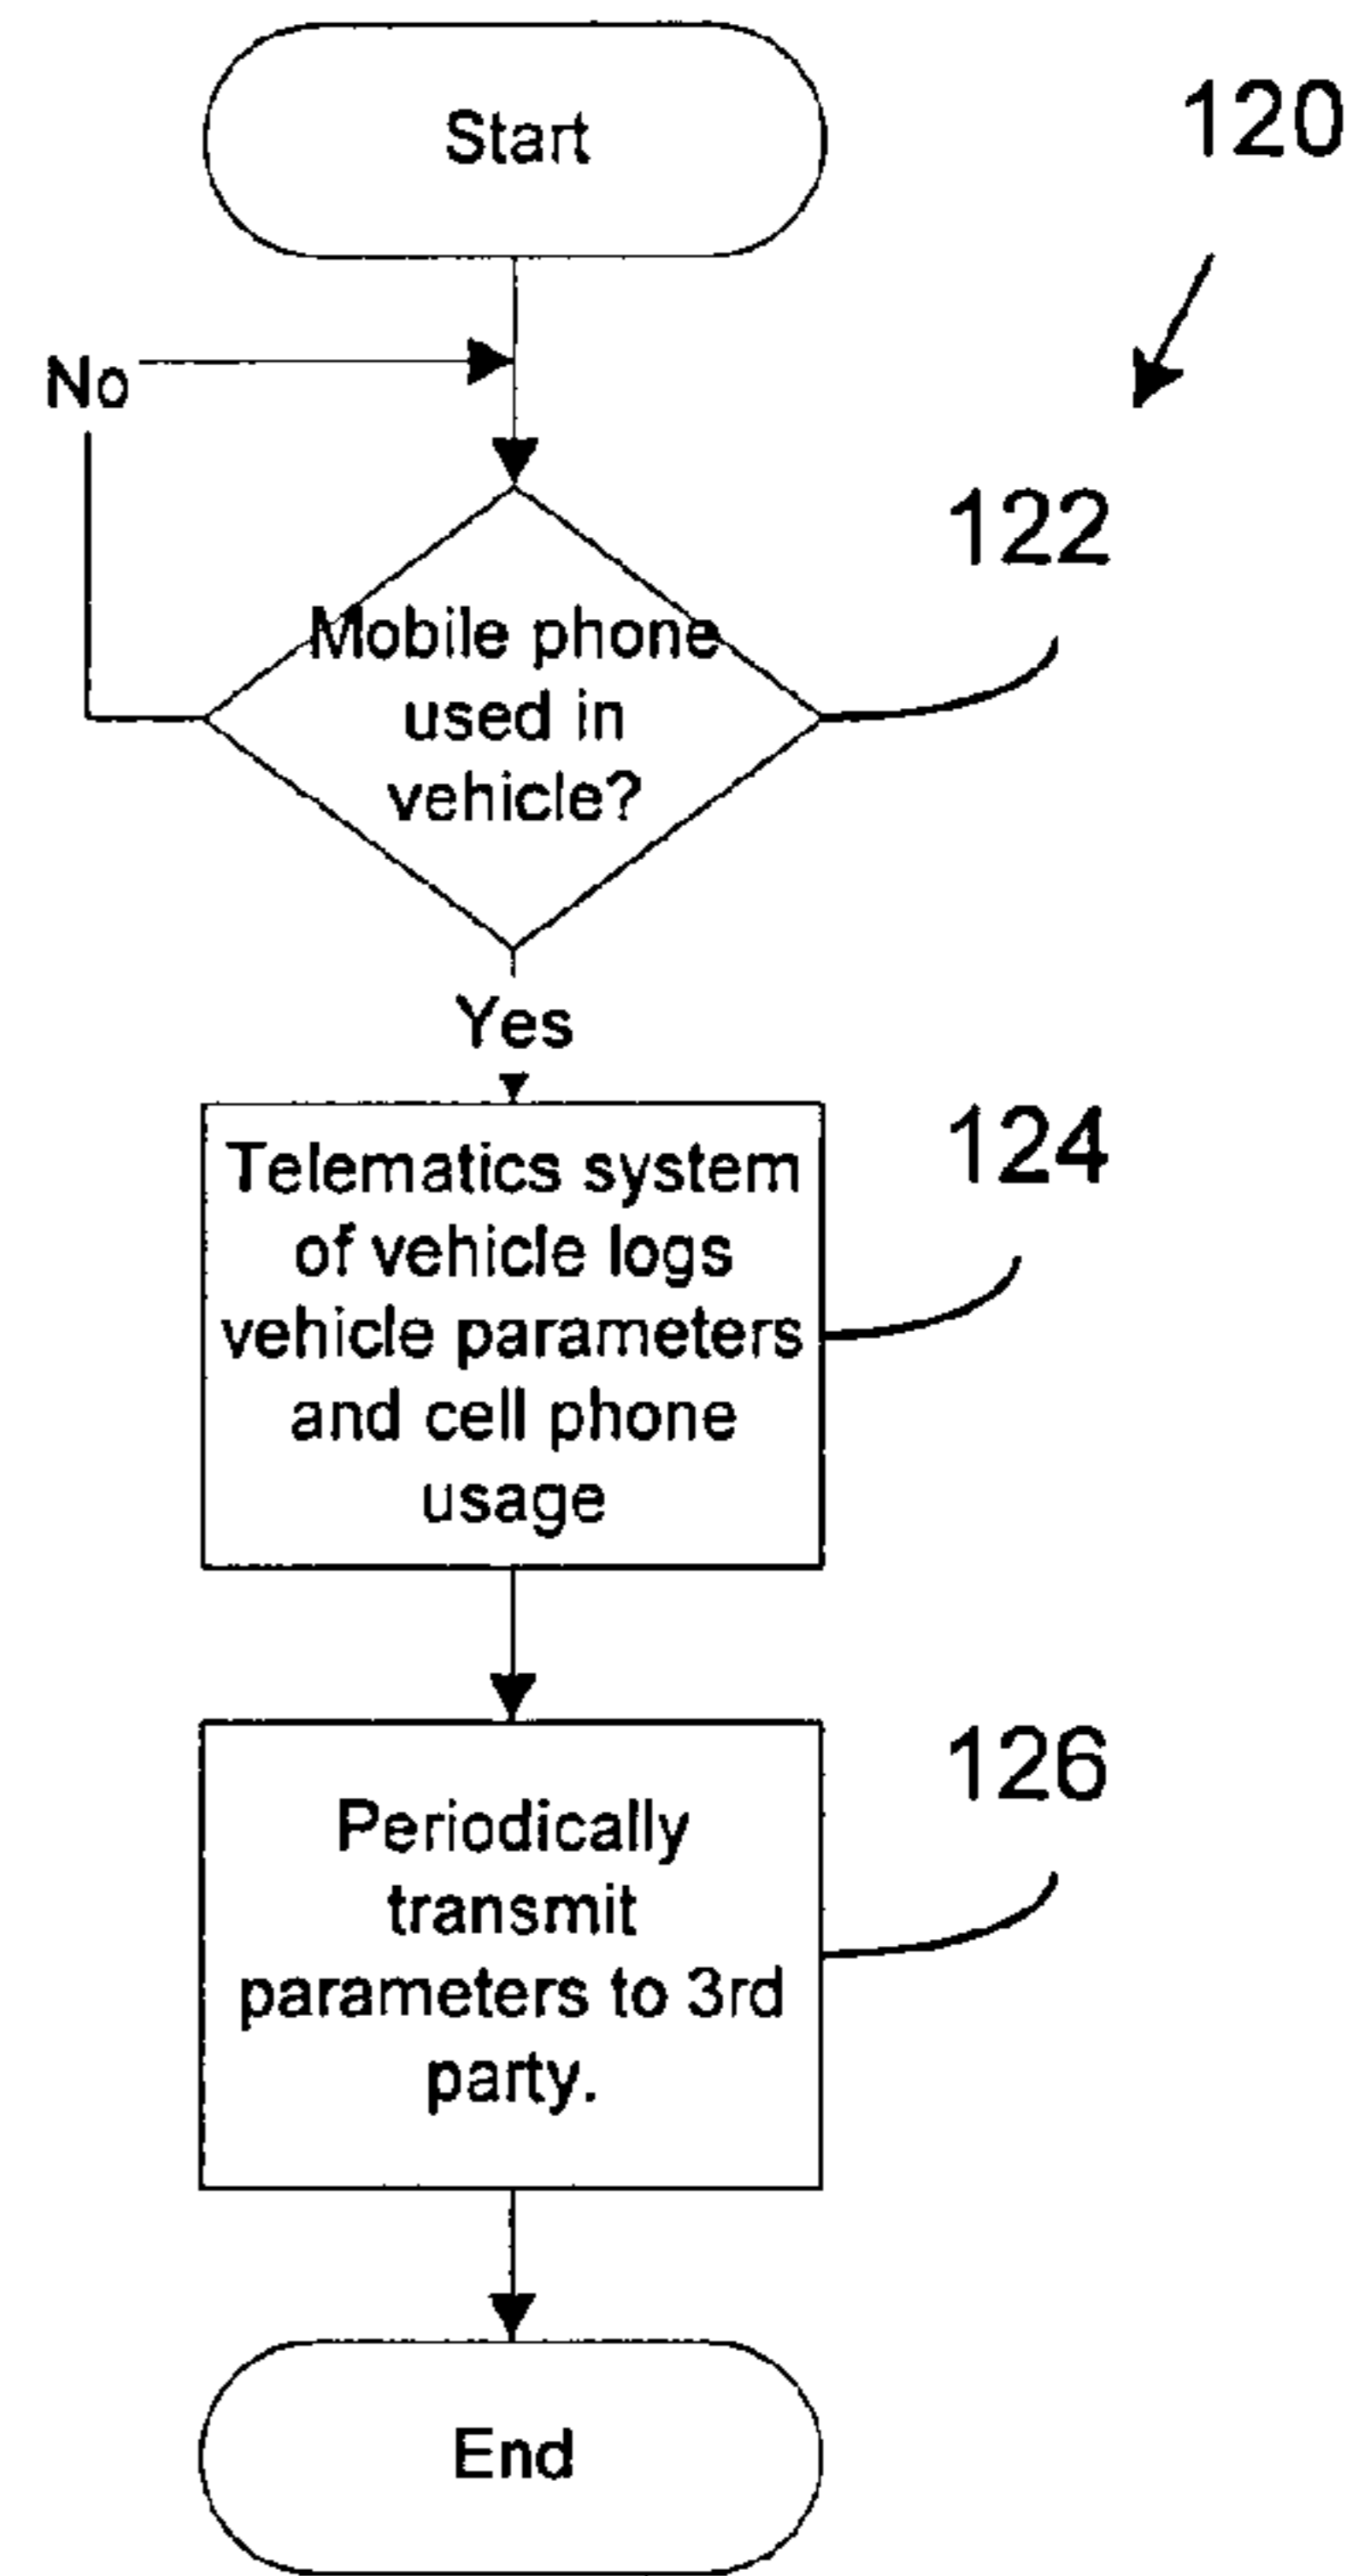 Start
120
No
122
Mobile phone
used in
vehicle?
Yes
124
Telematics system
of vehicle logs
vehicle parameters
and cell phone
usage
126
Periodically
transmit
parameters to 3rd
party.
End